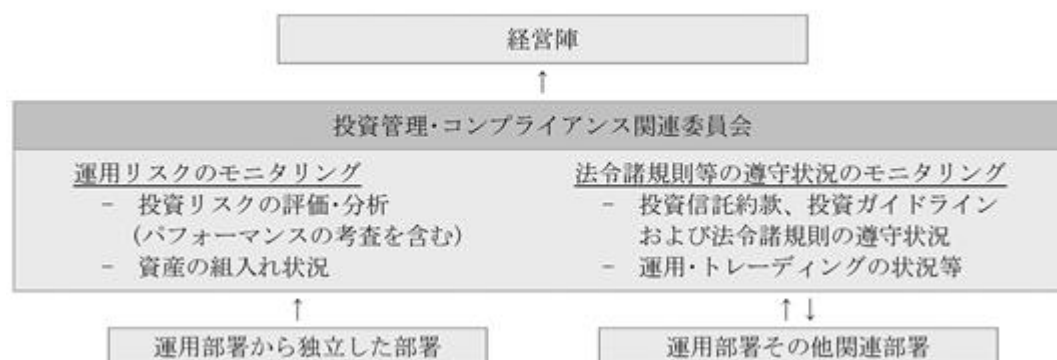 経営陣
↑
投資管理･コンプライアンス関連委員会
運用リスクのモニタリング
− 投資リスクの評価･分析
(パフォーマンスの考査を含む)
− 資産の組入れ状況
法令諸規則等の遵守状況のモニタリング
− 投資信託約款、投資ガイドライン
および法令諸規則の遵守状況
− 運用･トレーディングの状況等
↑
↑↓
運用部署から独立した部署
運用部署その他関連部署